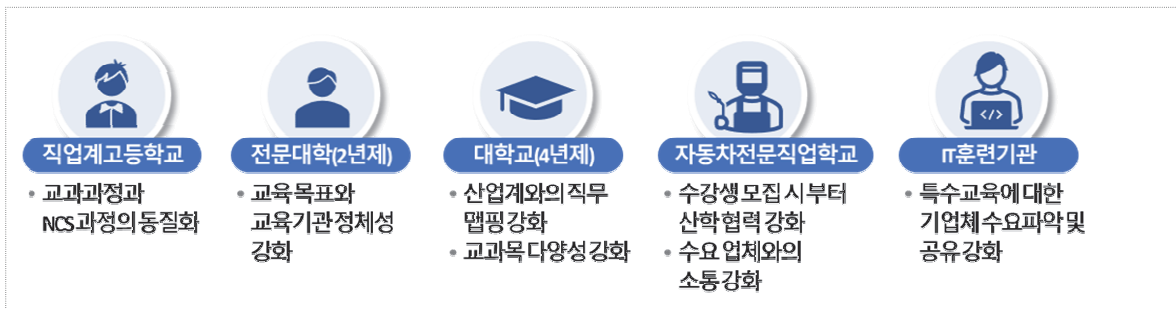 직업계고등학교
• 교과과정과
NCS과정의 동질화
전문대학(2년제)
• 교육목표와
교육기관 정체성
강화
대학교(4년제)
• 산업계와의 직무
맵핑 강화
• 교과목 다양성 강화
자동차전문직업학교
• 수강생 모집 시 부터
산학 협력 강화
• 수요 업체와의
소통 강화
IT훈련기관
• 특수교육에 대한
기업체 수요파악 및
공유 강화